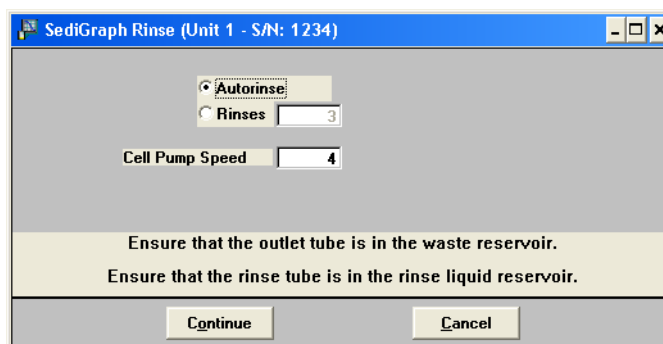 SediGraph Rinse (Unit 1 - S/N: 1234)
Autorinse
Rinses 3
Cell Pump Speed 4
Ensure that the outlet tube is in the waste reservoir.
Ensure that the rinse tube is in the rinse liquid reservoir.
Continue Cancel